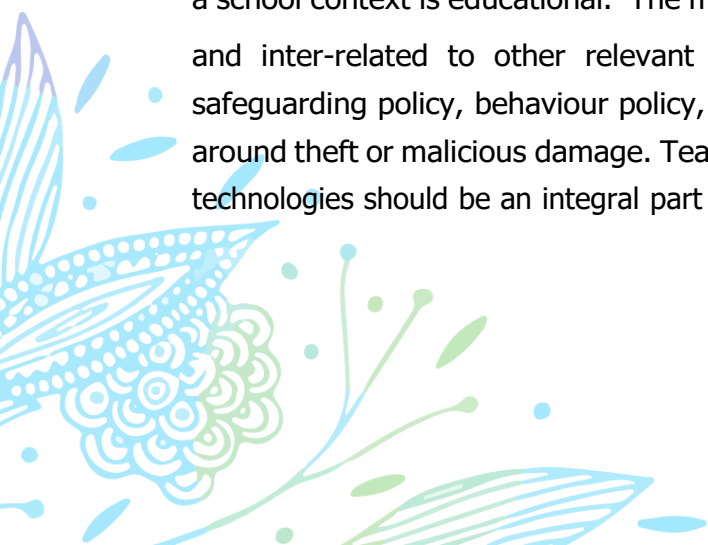 a school context is educational. The m
and inter-related to other relevant
safeguarding policy, behaviour policy,
around theft or malicious damage. Tea
technologies should be an integral part